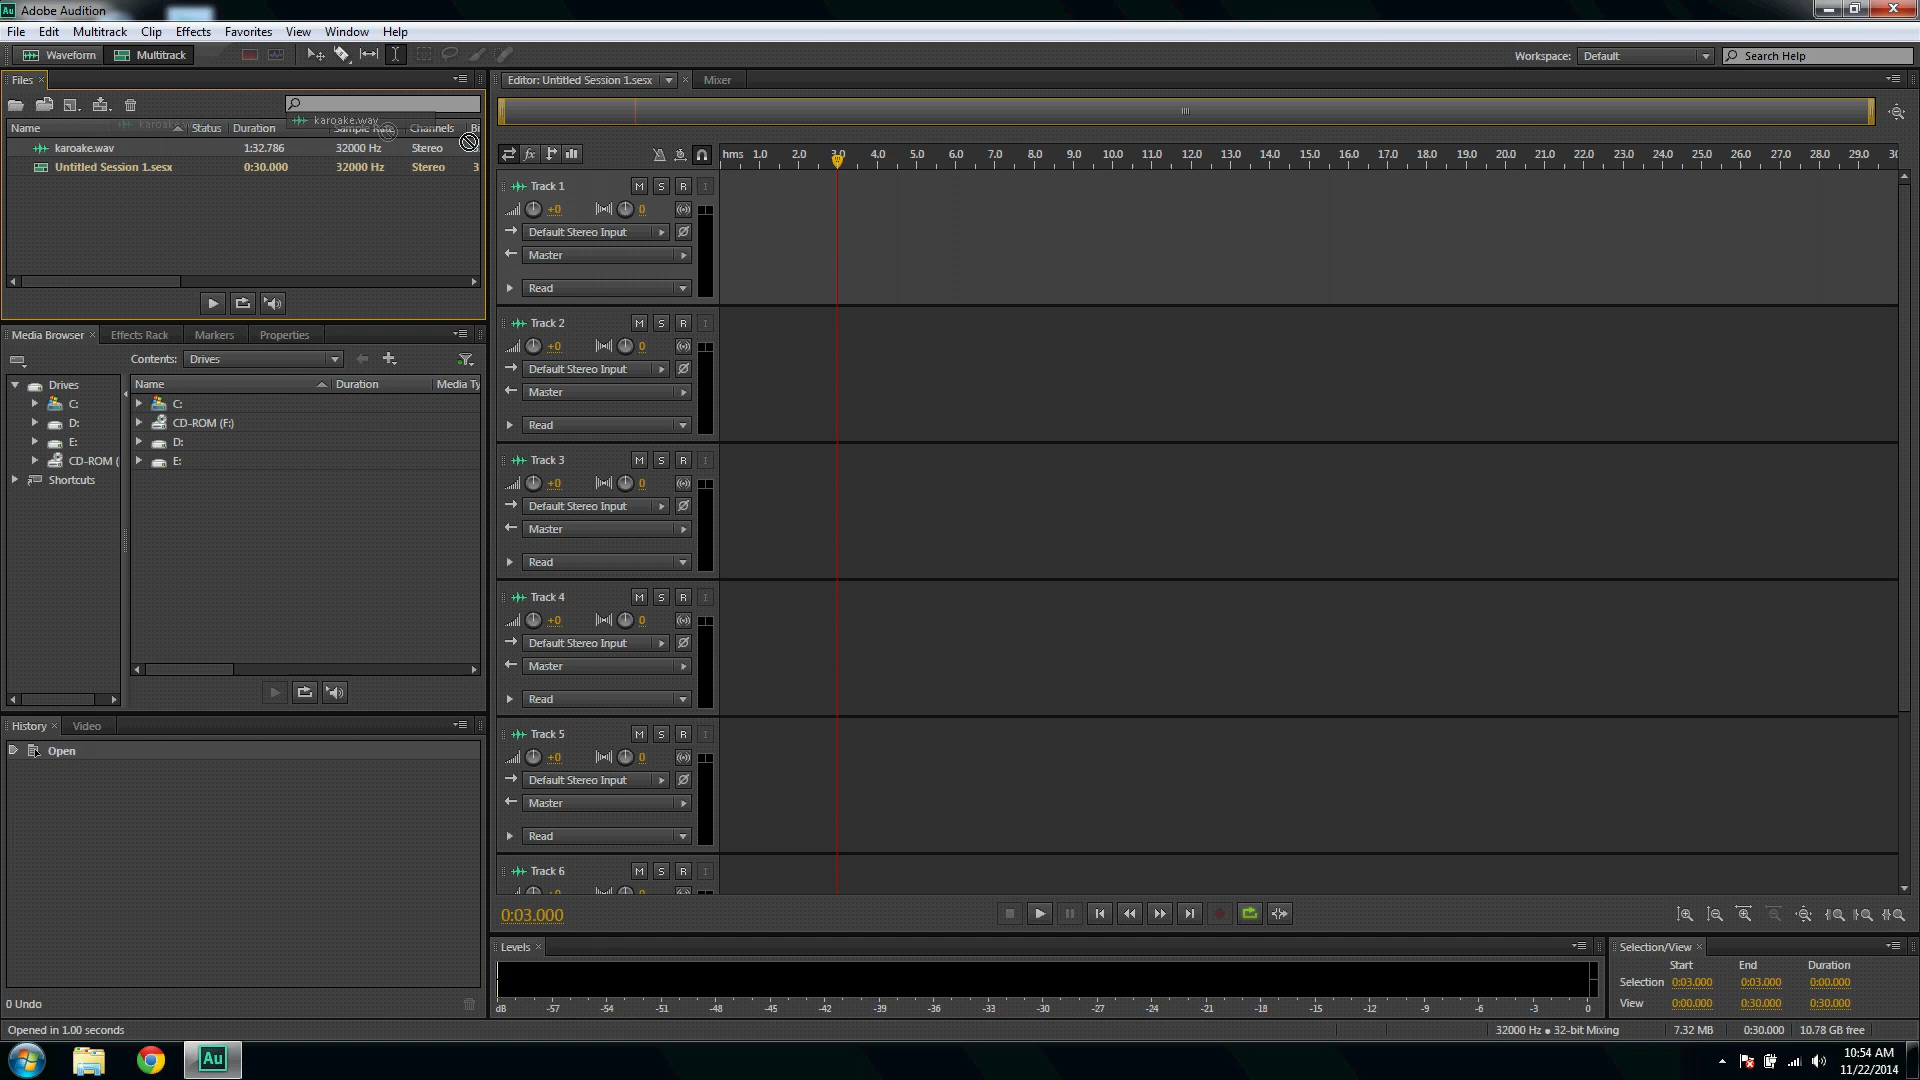 Au Adobe Audition
File Edit Multitrack Clip Effects Favorites View Window Help
Waveform Multitrack Workspace: Default Search Help
Files × Editor: Untitled Session 1.sesx × Mixer
karoake.wav
Name Status Duration Sample Rate Channels Bi
karoake.wav 1:32.786 32000 Hz Stereo
Untitled Session 1.sesx 0:30.000 32000 Hz Stereo 3
hms 1.0 2.0 3.0 4.0 5.0 6.0 7.0 8.0 9.0 10.0 11.0 12.0 13.0 14.0 15.0 16.0 17.0 18.0 19.0 20.0 21.0 22.0 23.0 24.0 25.0 26.0 27.0 28.0 29.0 30
Track 1 M S R I
+0 0
Default Stereo Input
Master
Read
Track 2 M S R I
+0 0
Default Stereo Input
Master
Read
Track 3 M S R I
+0 0
Default Stereo Input
Master
Read
Track 4 M S R I
+0 0
Default Stereo Input
Master
Read
Track 5 M S R I
+0 0
Default Stereo Input
Master
Read
Track 6 M S R I
Media Browser × Effects Rack Markers Properties
Contents: Drives
Drives
C:
D:
E:
CD-ROM (
Shortcuts
Name Duration Media Ty
C:
CD-ROM (F:)
D:
E:
History × Video
Open
0 Undo
0:03.000
Levels ×
dB -57 -54 -51 -48 -45 -42 -39 -36 -33 -30 -27 -24 -21 -18 -15 -12 -9 -6 -3 0
Selection/View ×
Start End Duration
Selection 0:03.000 0:03.000 0:00.000
View 0:00.000 0:30.000 0:30.000
Opened in 1.00 seconds 32000 Hz ● 32-bit Mixing 7.32 MB 0:30.000 10.78 GB free
Au
10:54 AM
11/22/2014